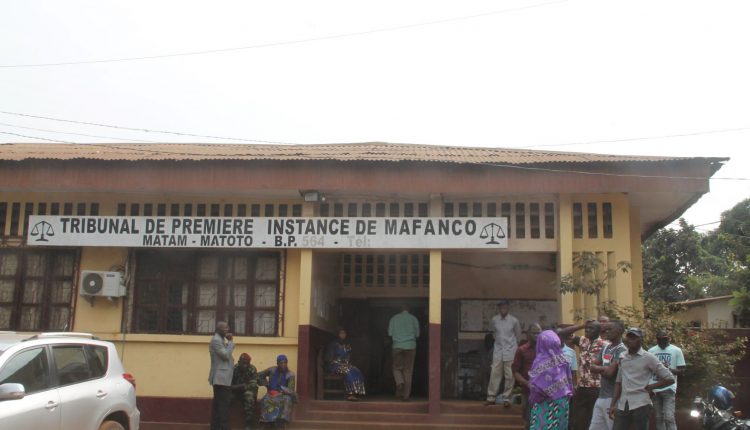 TRIBUNAL DE PREMIERE INSTANCE DE MAFANCO
MATAM - MATOTO - B.P. 564 - Tel: